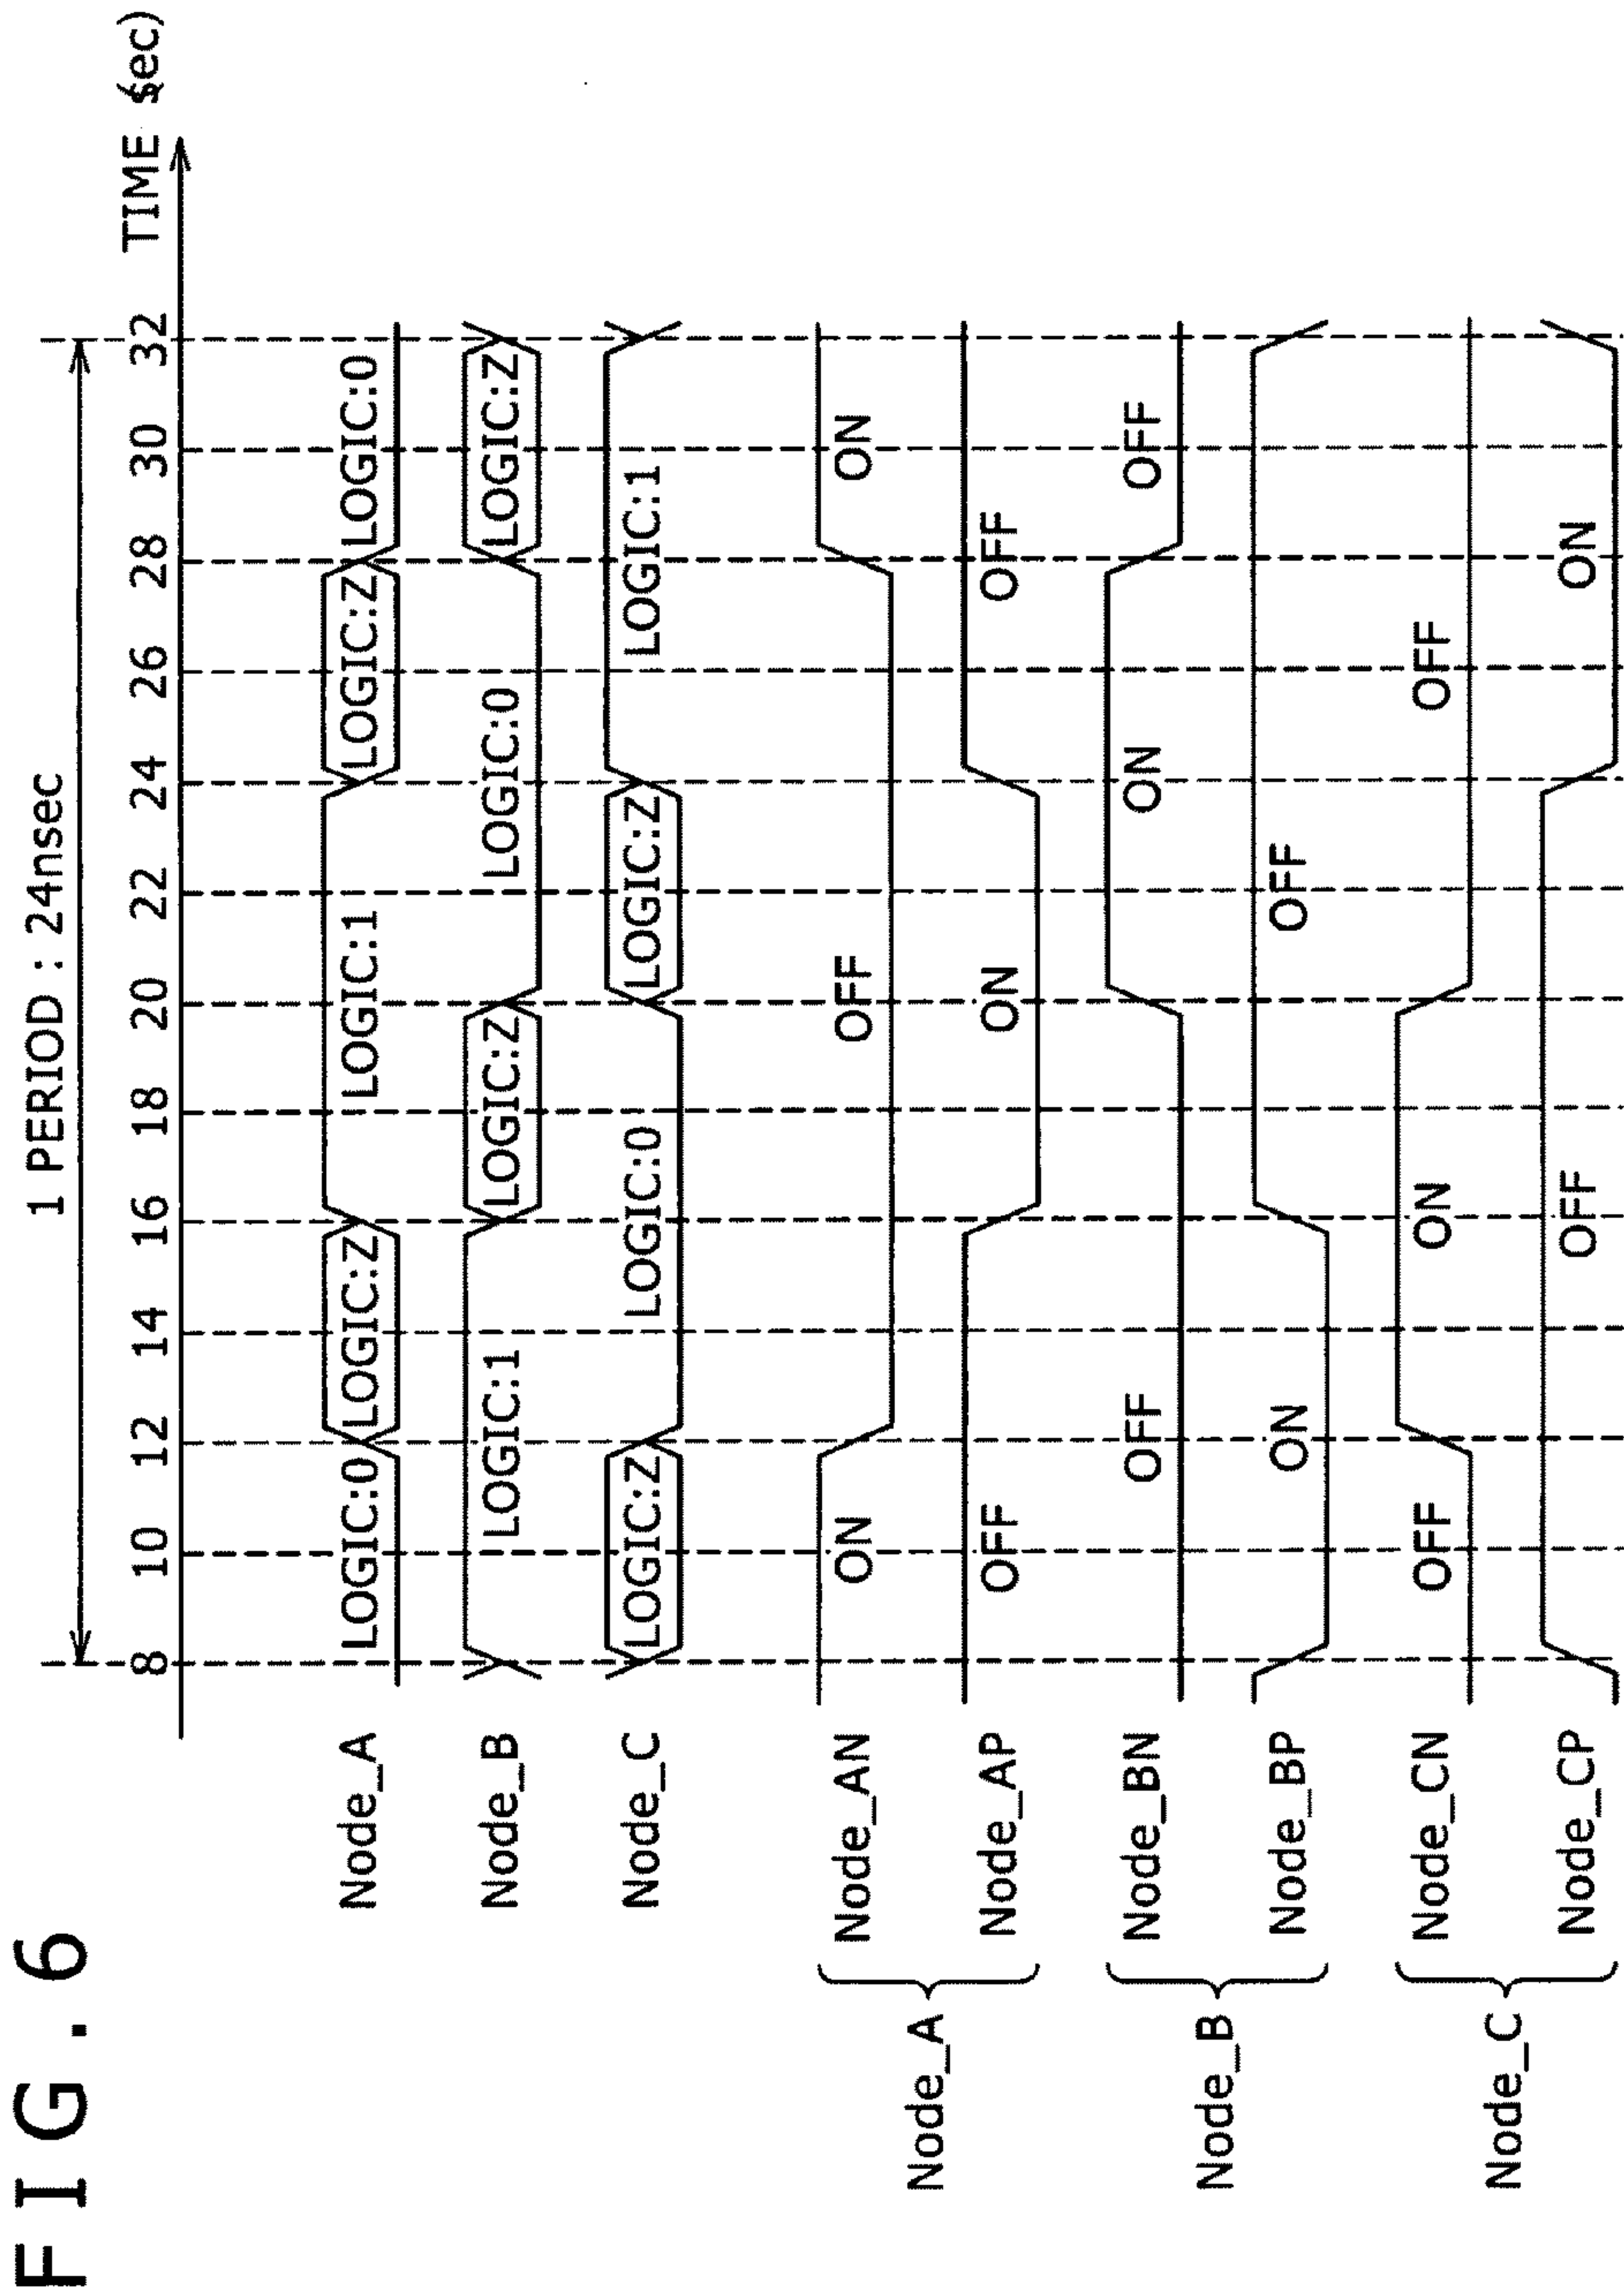 FIG.6
1 PERIOD : 24nsec
TIME (sec)
8 10 12 14 16 18 20 22 24 26 28 30 32
Node_A LOGIC:0 LOGIC:Z LOGIC:1 LOGIC:Z LOGIC:0
Node_B LOGIC:1 LOGIC:Z LOGIC:0 LOGIC:Z
Node_C LOGIC:Z LOGIC:0 LOGIC:Z LOGIC:1
Node_A
Node_AN ON OFF ON
Node_AP OFF ON OFF
Node_B
Node_BN OFF ON OFF
Node_BP ON OFF
Node_C
Node_CN OFF ON OFF
Node_CP OFF ON